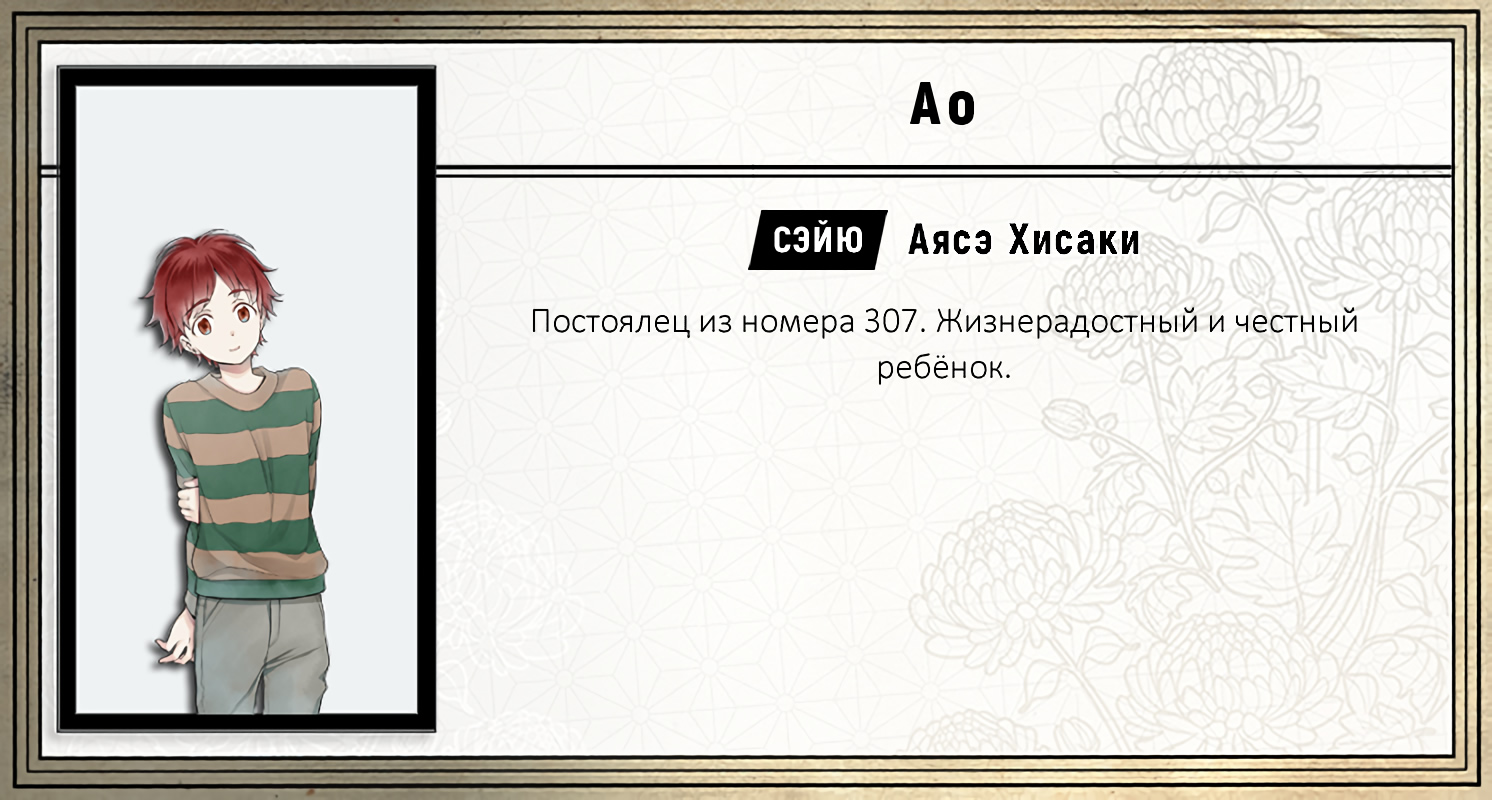 Ао
СЭЙЮ Аясэ Хисаки
Постоялец из номера 307. Жизнерадостный и честный
ребёнок.